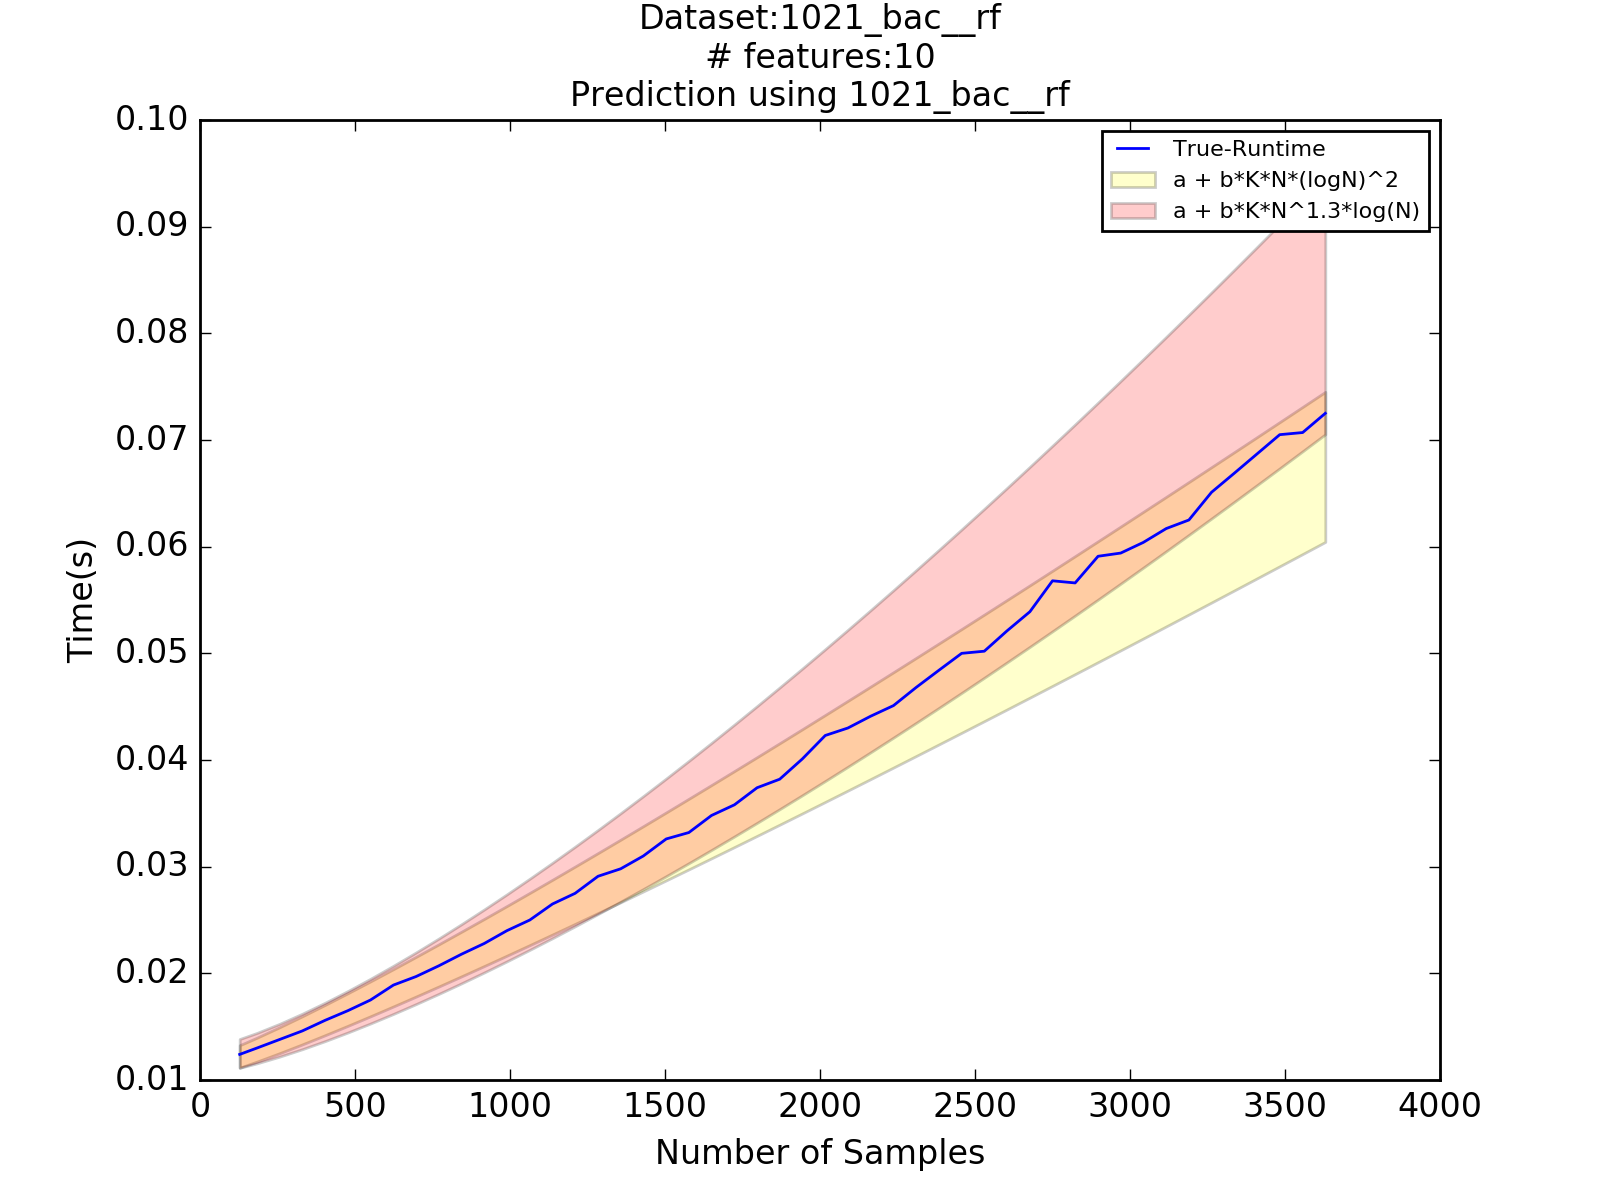 Dataset:1021_bac__rf
# features:10
Prediction using 1021_bac__rf
True-Runtime
a + b*K*N*(logN)^2
a + b*K*N^1.3*log(N)
0.10
0.09
0.08
0.07
0.06
0.05
0.04
0.03
0.02
0.01
Time(s)
0 500 1000 1500 2000 2500 3000 3500 4000
Number of Samples